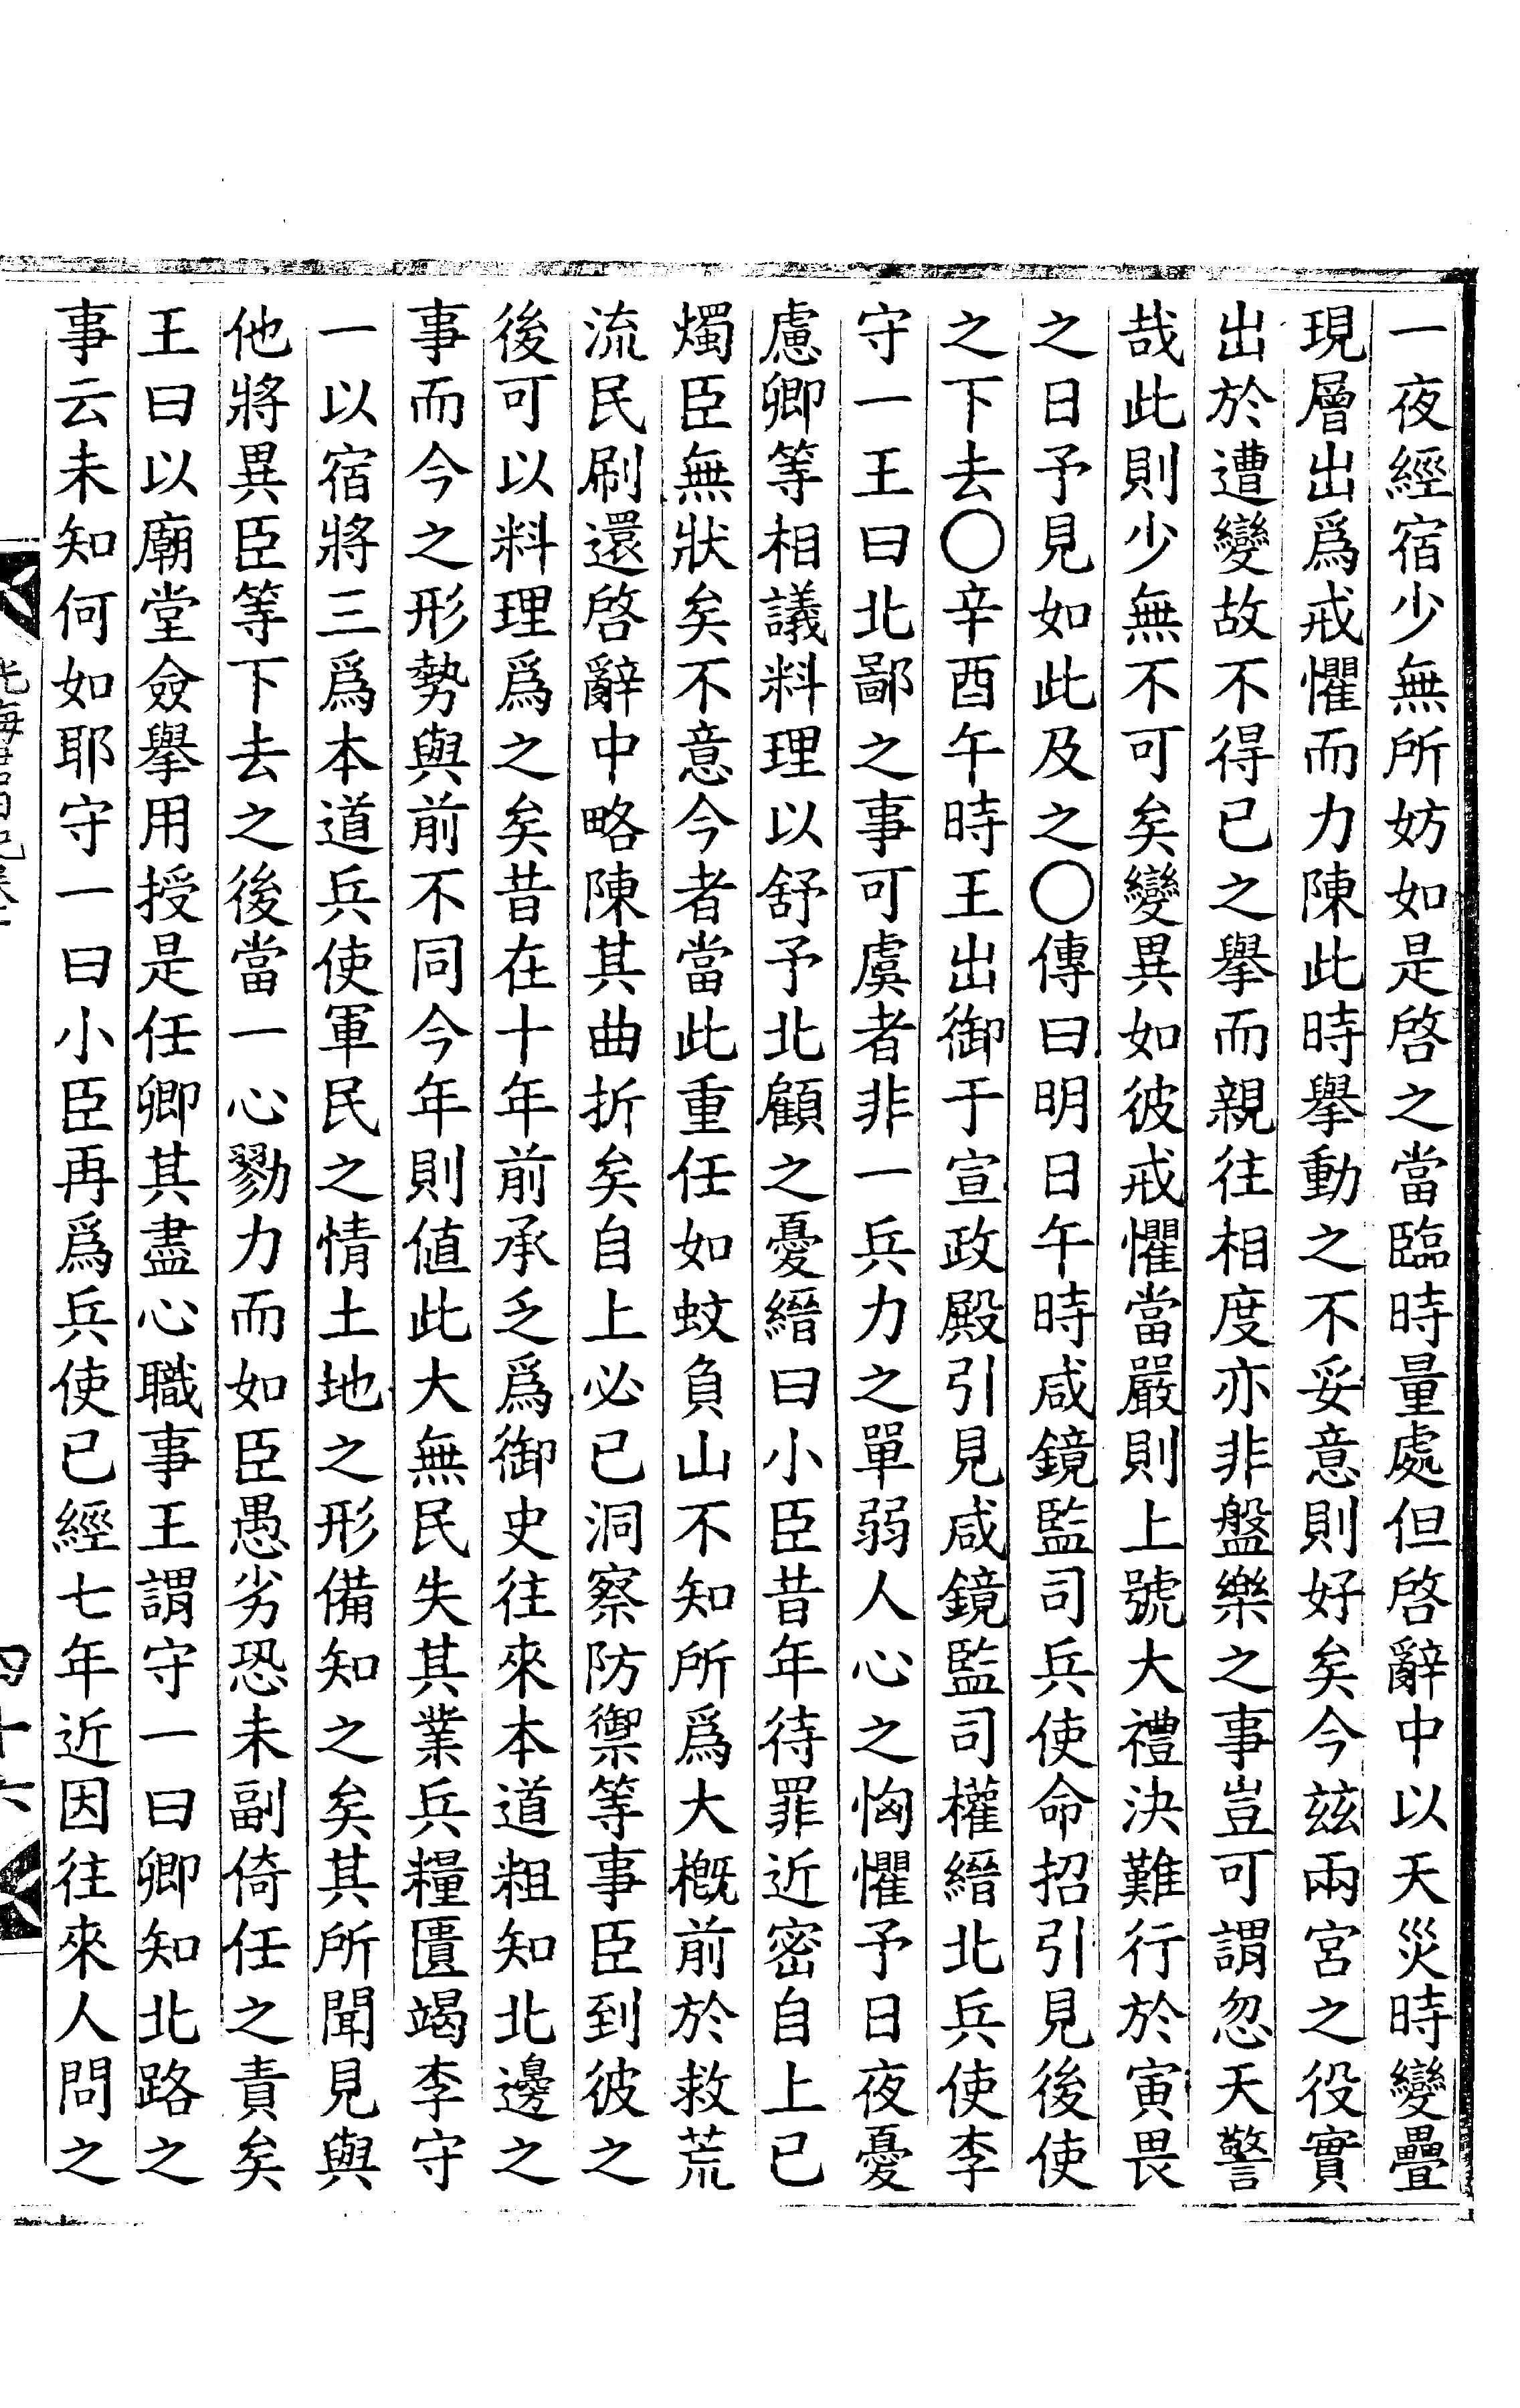 一夜經宿少無所妨如是啓之當臨時量處但啓辭中以天災時變疊
現層出爲戒懼而力陳此時擧動之不妥意則好矣今玆兩宮之役實
出於遭變故不得已之擧而親往相度亦非盤樂之事豈可謂忽天警
哉此則少無不可矣變異如彼戒懼當嚴則上號大禮決難行於寅畏
之日予見如此及之〇傳曰明日午時咸鏡監司兵使命招引見後使
之下去〇辛酉午時王出御于宣政殿引見咸鏡監司權縉北兵使李
守一王曰北鄙之事可虞者非一兵力之單弱人心之恟懼予日夜憂
慮卿等相議料理以舒予北顧之憂縉曰小臣昔年待罪近密自上已
燭臣無狀矣不意今者當此重任如蚊負山不知所爲大槪前於救荒
流民刷還啓辭中略陳其曲折矣自上必已洞察防禦等事臣到彼之
後可以料理爲之矣昔在十年前承乏爲御史往來本道粗知北邊之
事而今之形勢與前不同今年則値此大無民失其業兵糧匱竭李守
一以宿將三爲本道兵使軍民之情土地之形備知之矣其所聞見與
他將異臣等下去之後當一心勠力而如臣愚劣恐未副倚任之責矣
王曰以廟堂僉擧用授是任卿其盡心職事王謂守一曰卿知北路之
事云未知何如耶守一曰小臣再爲兵使已經七年近因往來人問之